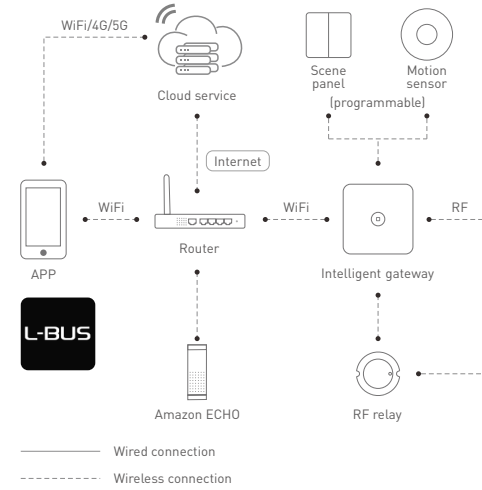 WiFi/4G/5G
Cloud service
Scene
panel
Motion
sensor
(programmable)
Internet
WiFi
WiFi
RF
Router
APP
Intelligent gateway
L-BUS
Amazon ECHO
RF relay
Wired connection
Wireless connection